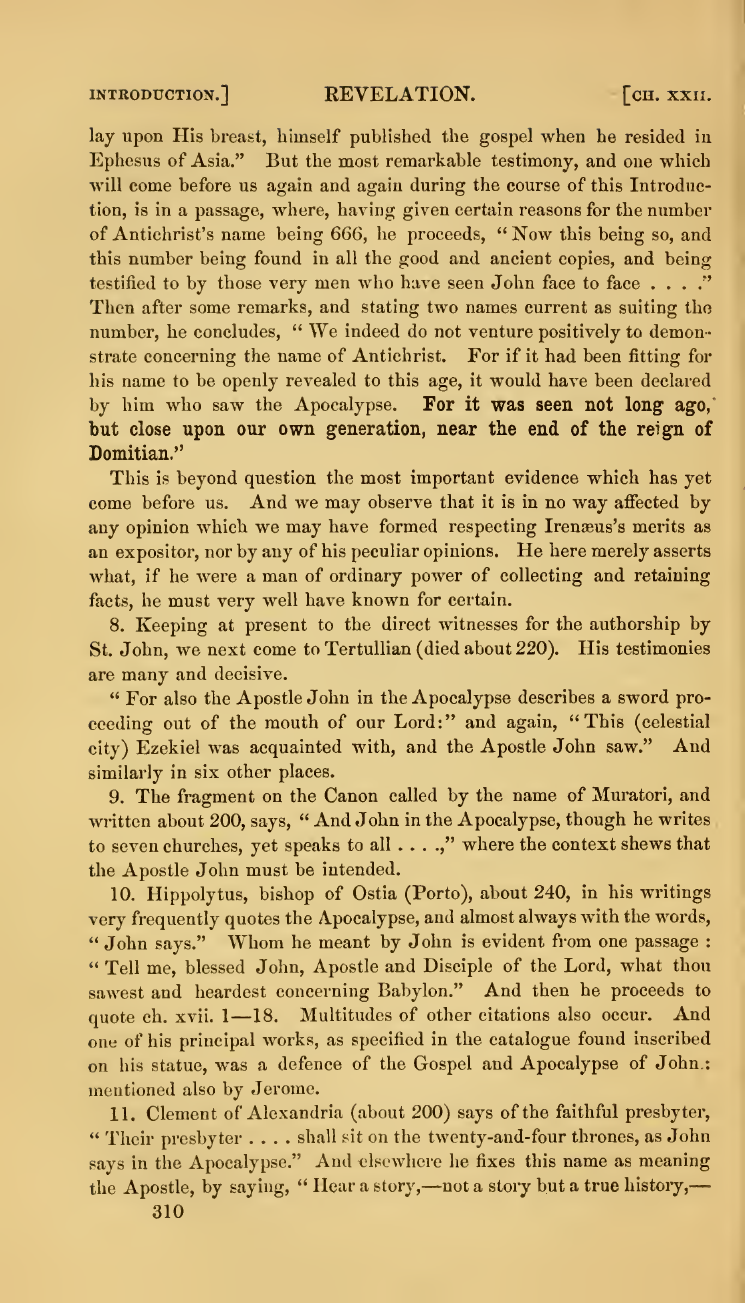 INTRODUCTION.] REVELATION. [CH. XXII.
lay upon His breast, himself published the gospel when he resided in
Ephesus of Asia.” But the most remarkable testimony, and one which
will come before us again and again during the course of this Introduc-
tion, is in a passage, where, having given certain reasons for the number
of Antichrist's name being 666, he proceeds, “ Now this being so, and
this number being found in all the good and ancient copies, and being
testified to by those very men who have seen John face to face . . . .”
Then after some remarks, and stating two names current as suiting the
number, he concludes, “ We indeed do not venture positively to demon-
strate concerning the name of Antichrist. For if it had been fitting for
his name to be openly revealed to this age, it would have been declared
by him who saw the Apocalypse. For it was seen not long ago,
but close upon our own generation, near the end of the reign of
Domitian.”
This is beyond question the most important evidence which has yet
come before us. And we may observe that it is in no way affected by
any opinion which we may have formed respecting Irenæus's merits as
an expositor, nor by any of his peculiar opinions. He here merely asserts
what, if he were a man of ordinary power of collecting and retaining
facts, he must very well have known for certain.
8. Keeping at present to the direct witnesses for the authorship by
St. John, we next come to Tertullian (died about 220). His testimonies
are many and decisive.
“ For also the Apostle John in the Apocalypse describes a sword pro-
ceeding out of the mouth of our Lord:” and again, “ This (celestial
city) Ezekiel was acquainted with, and the Apostle John saw.” And
similarly in six other places.
9. The fragment on the Canon called by the name of Muratori, and
written about 200, says, “ And John in the Apocalypse, though he writes
to seven churches, yet speaks to all . . . .,” where the context shews that
the Apostle John must be intended.
10. Hippolytus, bishop of Ostia (Porto), about 240, in his writings
very frequently quotes the Apocalypse, and almost always with the words,
“ John says.” Whom he meant by John is evident from one passage :
“ Tell me, blessed John, Apostle and Disciple of the Lord, what thou
sawest and heardest concerning Babylon.” And then he proceeds to
quote ch. xvii. 1—18. Multitudes of other citations also occur. And
one of his principal works, as specified in the catalogue found inscribed
on his statue, was a defence of the Gospel and Apocalypse of John :
mentioned also by Jerome.
11. Clement of Alexandria (about 200) says of the faithful presbyter,
“ Their presbyter . . . . shall sit on the twenty-and-four thrones, as John
says in the Apocalypse.” And elsewhere he fixes this name as meaning
the Apostle, by saying, “ Hear a story,—not a story but a true history,—
310